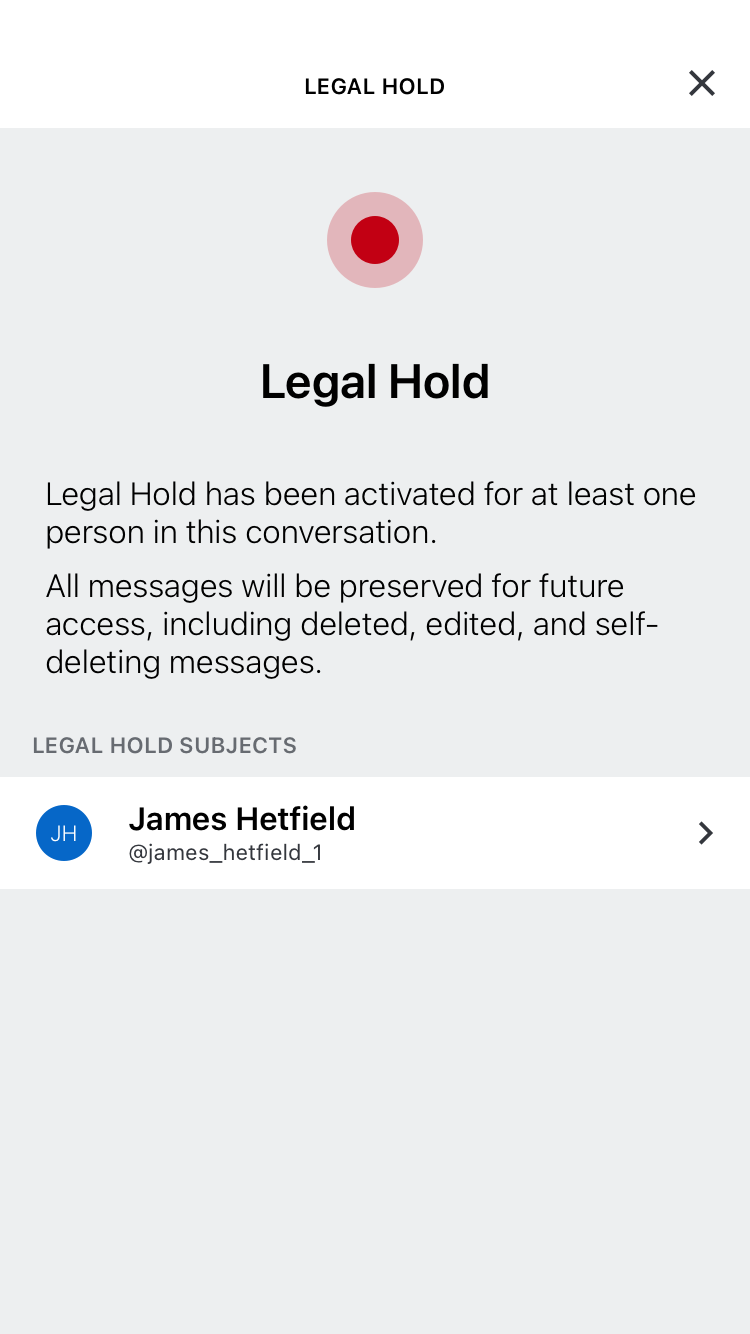 LEGAL HOLD
Legal Hold
Legal Hold has been activated for at least one
person in this conversation.
All messages will be preserved for future
access, including deleted, edited, and self-
deleting messages.
LEGAL HOLD SUBJECTS
JH
James Hetfield
@james_hetfield_1